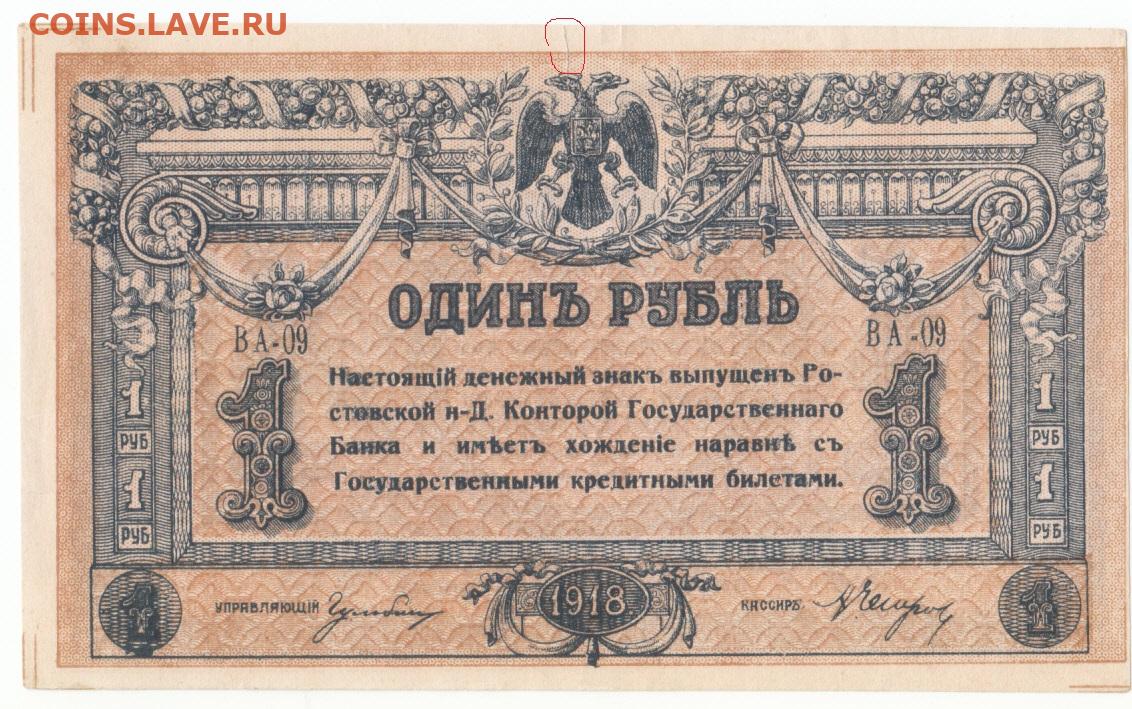 COINS.LAVE.RU
ОДИНЪ РУБЛЬ
ВА-09
ВА-09
1
1
Настоящій денежный знакъ выпущенъ Ро-
стовской н-Д. Конторой Государственнаго
Банка и имѣетъ хожденіе наравнѣ съ
Государственными кредитными билетами.
1
РУБ
1
РУБ
1
РУБ
1
РУБ
1
УПРАВЛЯЮЩІЙ
1918
КАССИРЪ
1